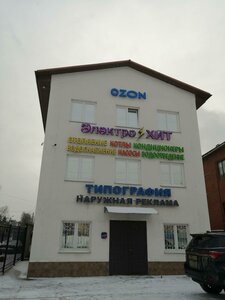 OZON
Электро ХИТ
ОТОПЛЕНИЕ КОТЛЫ КОНДИЦИОНЕРЫ
ВОДОСНАБЖЕНИЕ НАСОСЫ ВОДООТВЕДЕНИЕ
ТИПОГРАФИЯ
НАРУЖНАЯ РЕКЛАМА